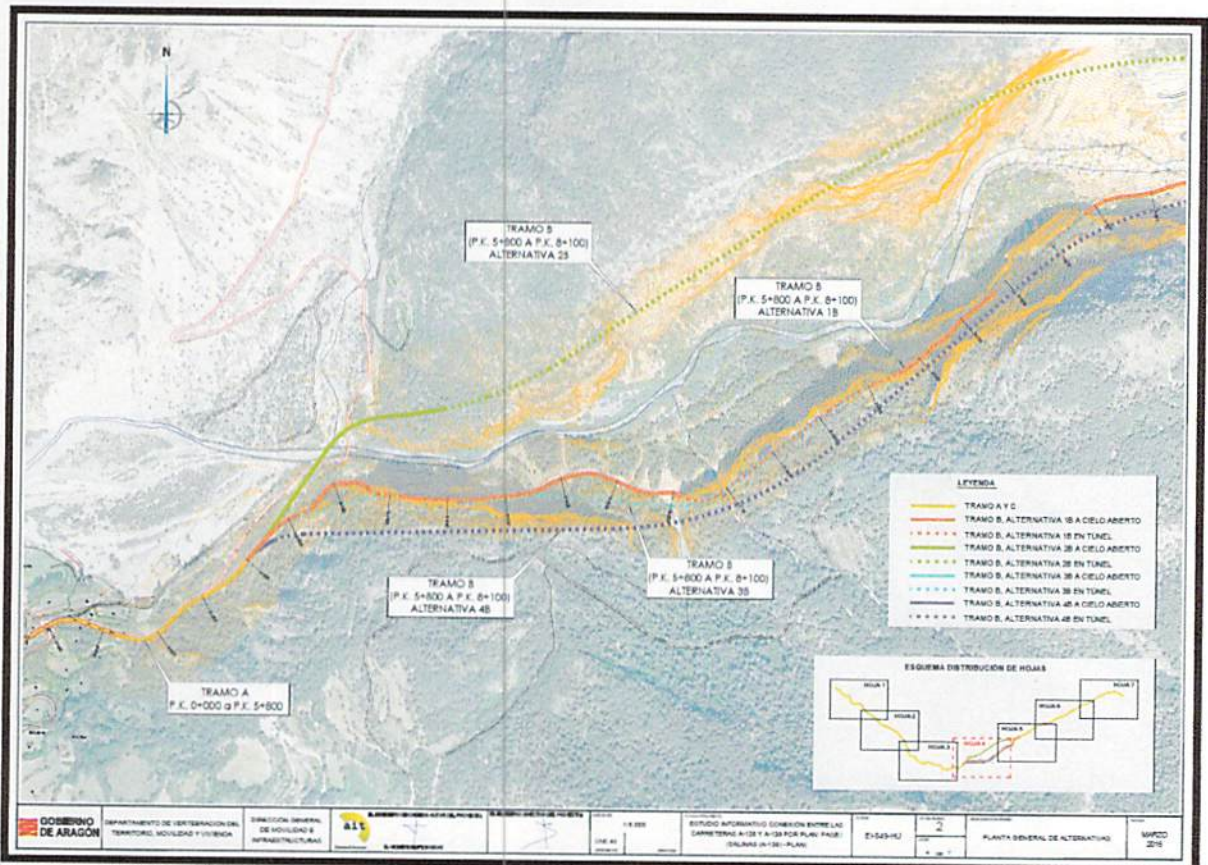 N
TRAMO B
(P.K. 5+800 A P.K. 8+100)
ALTERNATIVA 2B
TRAMO B
(P.K. 5+800 A P.K. 8+100)
ALTERNATIVA 1B
TRAMO B
(P.K. 5+800 A P.K. 8+100)
ALTERNATIVA 4B
TRAMO B
(P.K. 5+800 A P.K. 8+100)
ALTERNATIVA 3B
TRAMO A
P.K. 0+000 a P.K. 5+800
LEYENDA
TRAMO A Y C
TRAMO B, ALTERNATIVA 1B A CIELO ABIERTO
TRAMO B, ALTERNATIVA 1B EN TÚNEL
TRAMO B, ALTERNATIVA 2B A CIELO ABIERTO
TRAMO B, ALTERNATIVA 2B EN TÚNEL
TRAMO B, ALTERNATIVA 3B A CIELO ABIERTO
TRAMO B, ALTERNATIVA 3B EN TÚNEL
TRAMO B, ALTERNATIVA 4B A CIELO ABIERTO
TRAMO B, ALTERNATIVA 4B EN TÚNEL
ESQUEMA DISTRIBUCIÓN DE HOJAS
HOJA 1
HOJA 2
HOJA 3
HOJA 4
HOJA 5
HOJA 6
HOJA 7
GOBIERNO
DE ARAGÓN
DEPARTAMENTO DE VERTEBRACIÓN DEL
TERRITORIO, MOVILIDAD Y VIVIENDA
DIRECCIÓN GENERAL
DE MOVILIDAD E
INFRAESTRUCTURAS
ait
ESTUDIO INFORMATIVO CONEXIÓN ENTRE LAS
CARRETERAS A-138 Y A-139 POR PLAN.
SALINAS (A-138) - PLAN
2
PLANTA GENERAL DE ALTERNATIVAS
MARZO